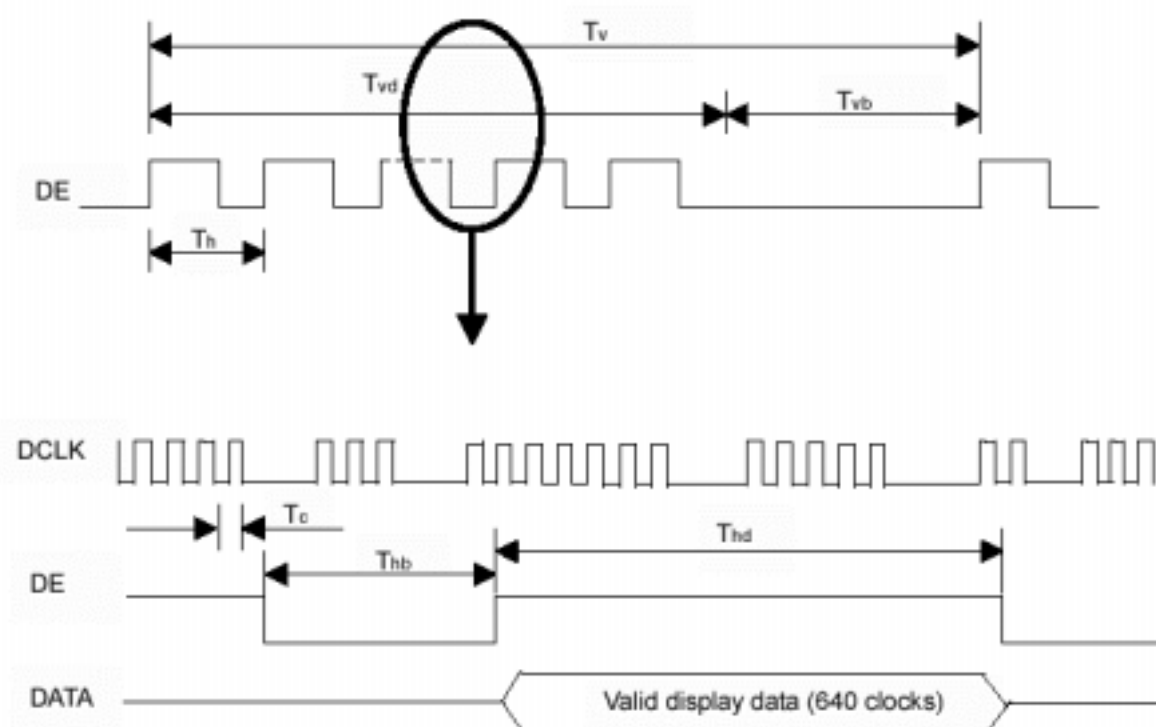 Tv
Tvd
Tvb
DE
Th
DCLK
Tc
Thd
Thb
DE
DATA
Valid display data (640 clocks)